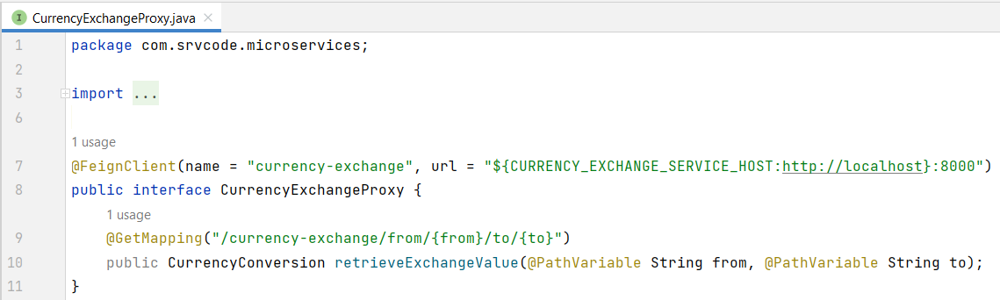 I CurrencyExchangeProxy.java ×
1 package com.srvcode.microservices;
2
3 import ...
6
1 usage
7 @FeignClient(name = "currency-exchange", url = "${CURRENCY_EXCHANGE_SERVICE_HOST:http://localhost}:8000")
8 public interface CurrencyExchangeProxy {
1 usage
9 @GetMapping("/currency-exchange/from/{from}/to/{to}")
10 public CurrencyConversion retrieveExchangeValue(@PathVariable String from, @PathVariable String to);
11 }